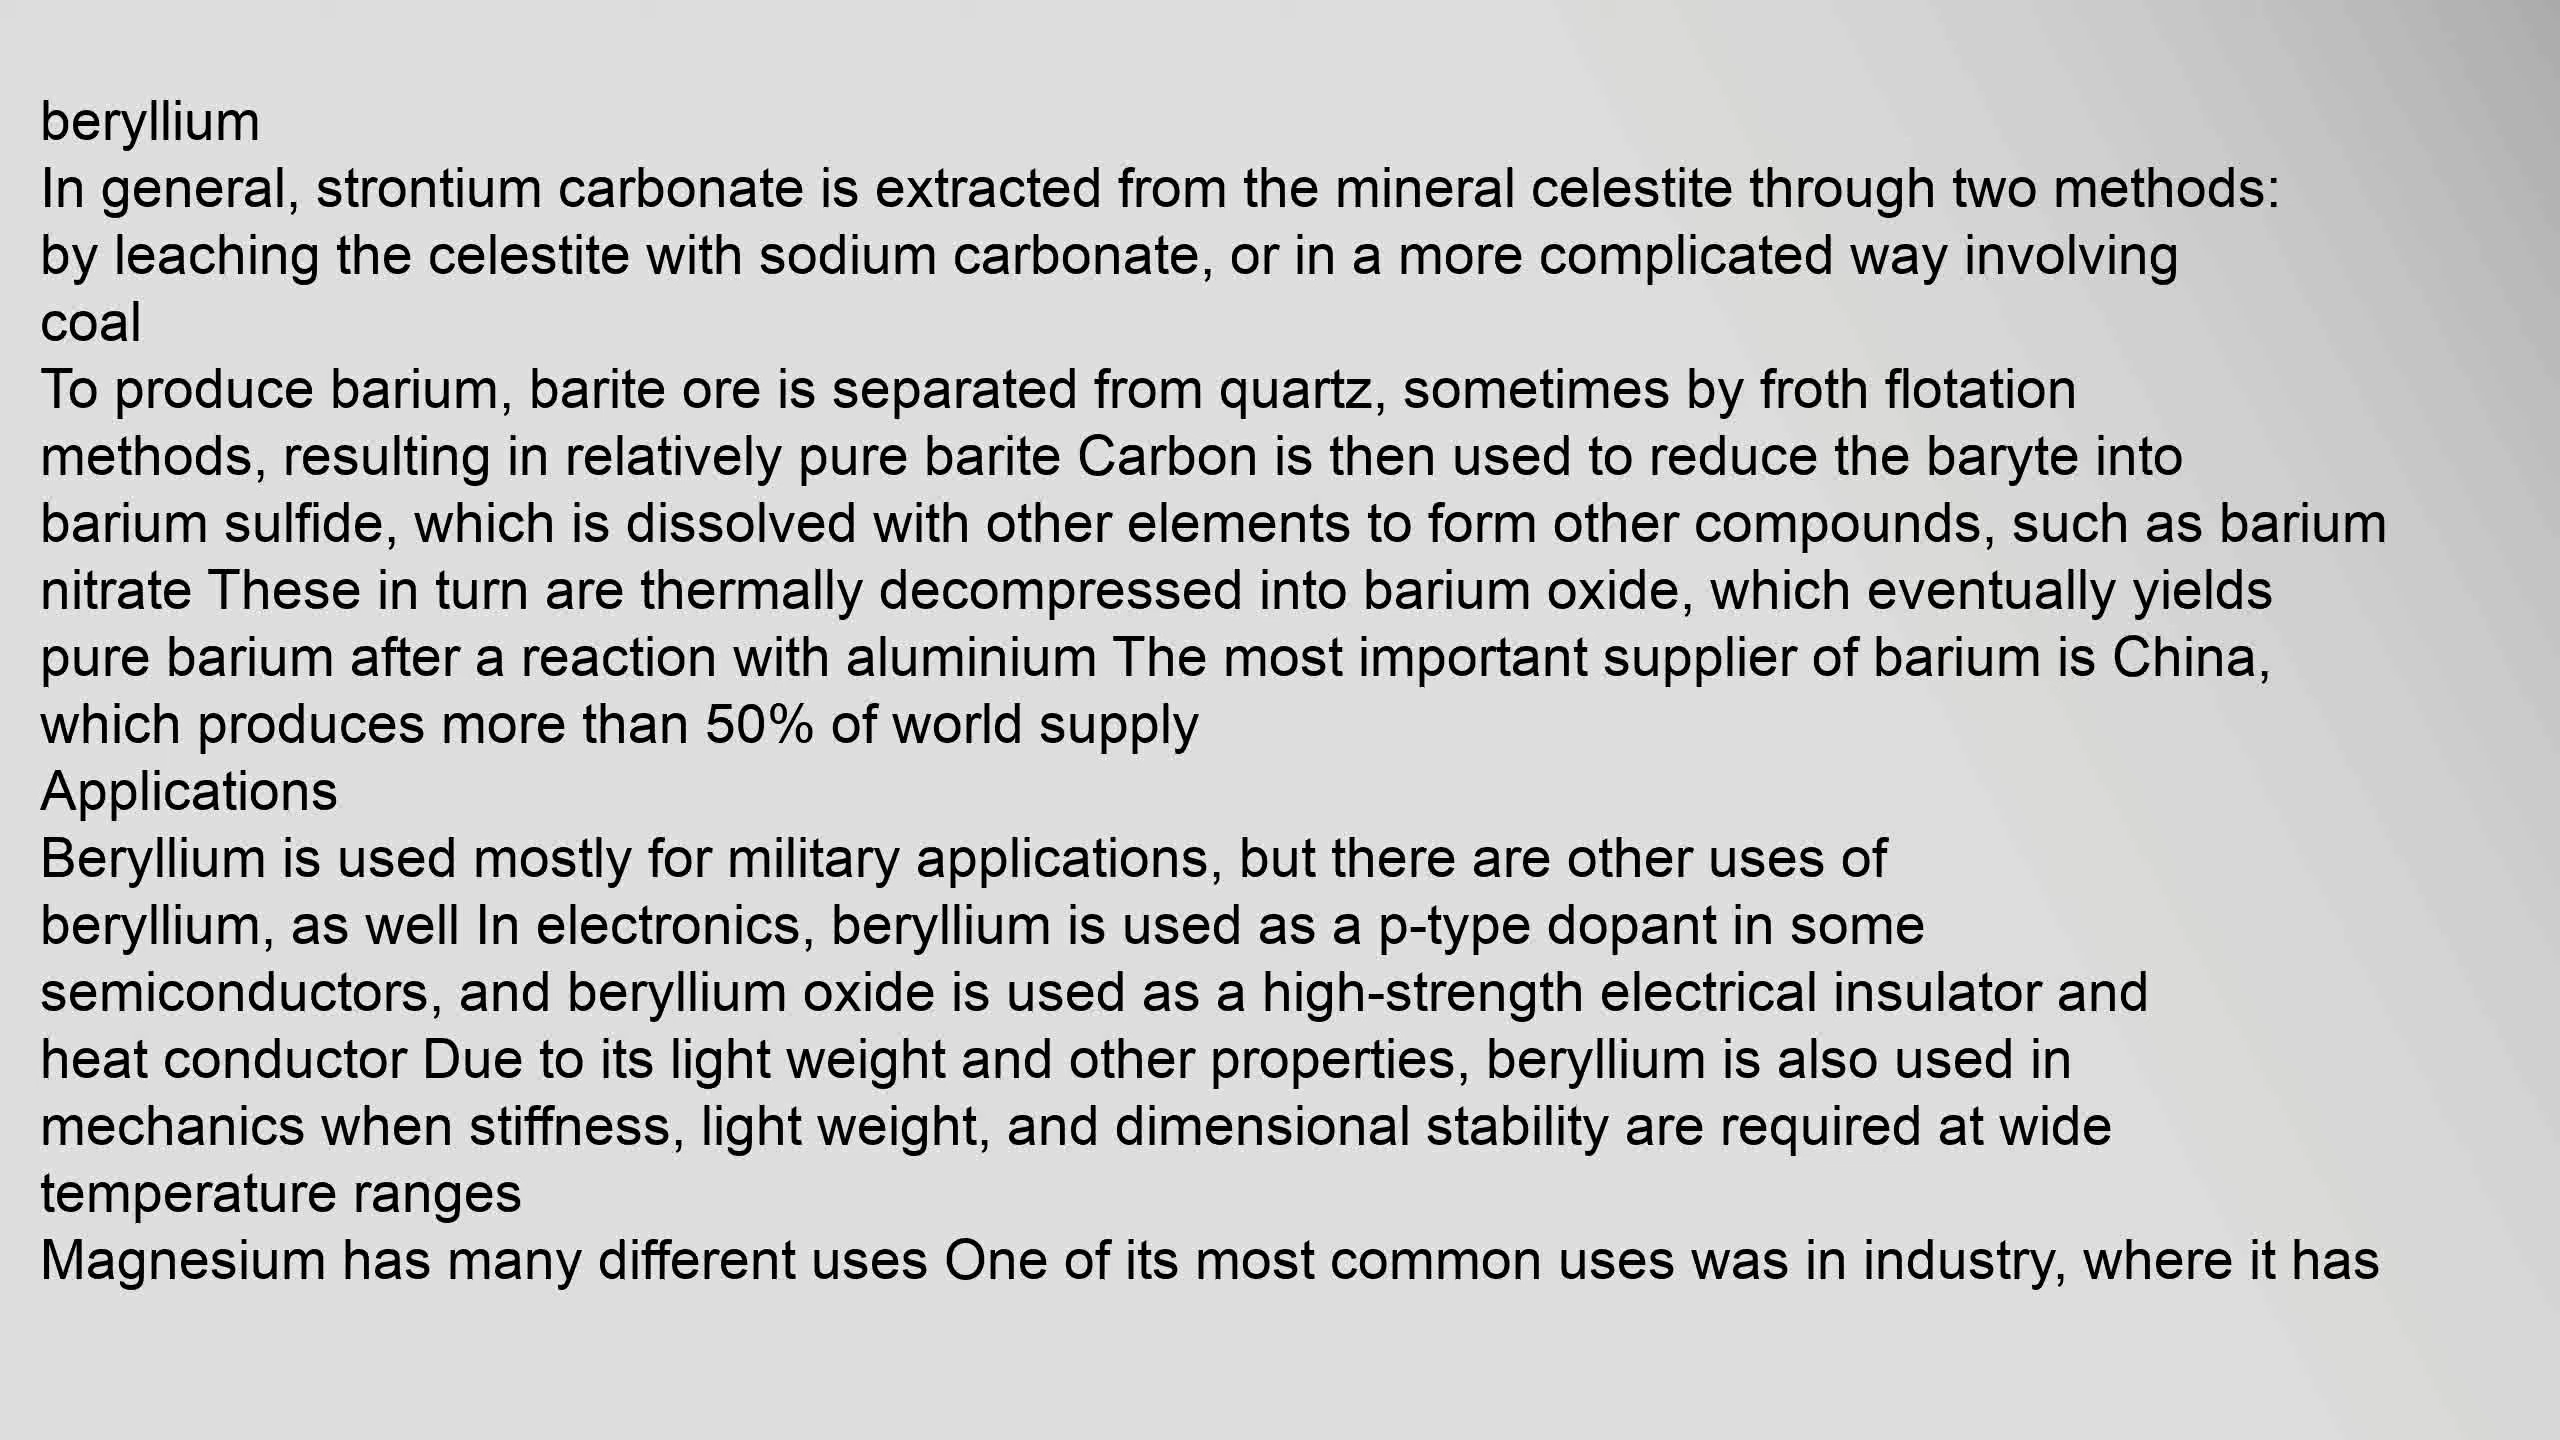 beryllium
In general, strontium carbonate is extracted from the mineral celestite through two methods:
by leaching the celestite with sodium carbonate, or in a more complicated way involving
coal
To produce barium, barite ore is separated from quartz, sometimes by froth flotation
methods, resulting in relatively pure barite Carbon is then used to reduce the baryte into
barium sulfide, which is dissolved with other elements to form other compounds, such as barium
nitrate These in turn are thermally decompressed into barium oxide, which eventually yields
pure barium after a reaction with aluminium The most important supplier of barium is China,
which produces more than 50% of world supply
Applications
Beryllium is used mostly for military applications, but there are other uses of
beryllium, as well In electronics, beryllium is used as a p-type dopant in some
semiconductors, and beryllium oxide is used as a high-strength electrical insulator and
heat conductor Due to its light weight and other properties, beryllium is also used in
mechanics when stiffness, light weight, and dimensional stability are required at wide
temperature ranges
Magnesium has many different uses One of its most common uses was in industry, where it has